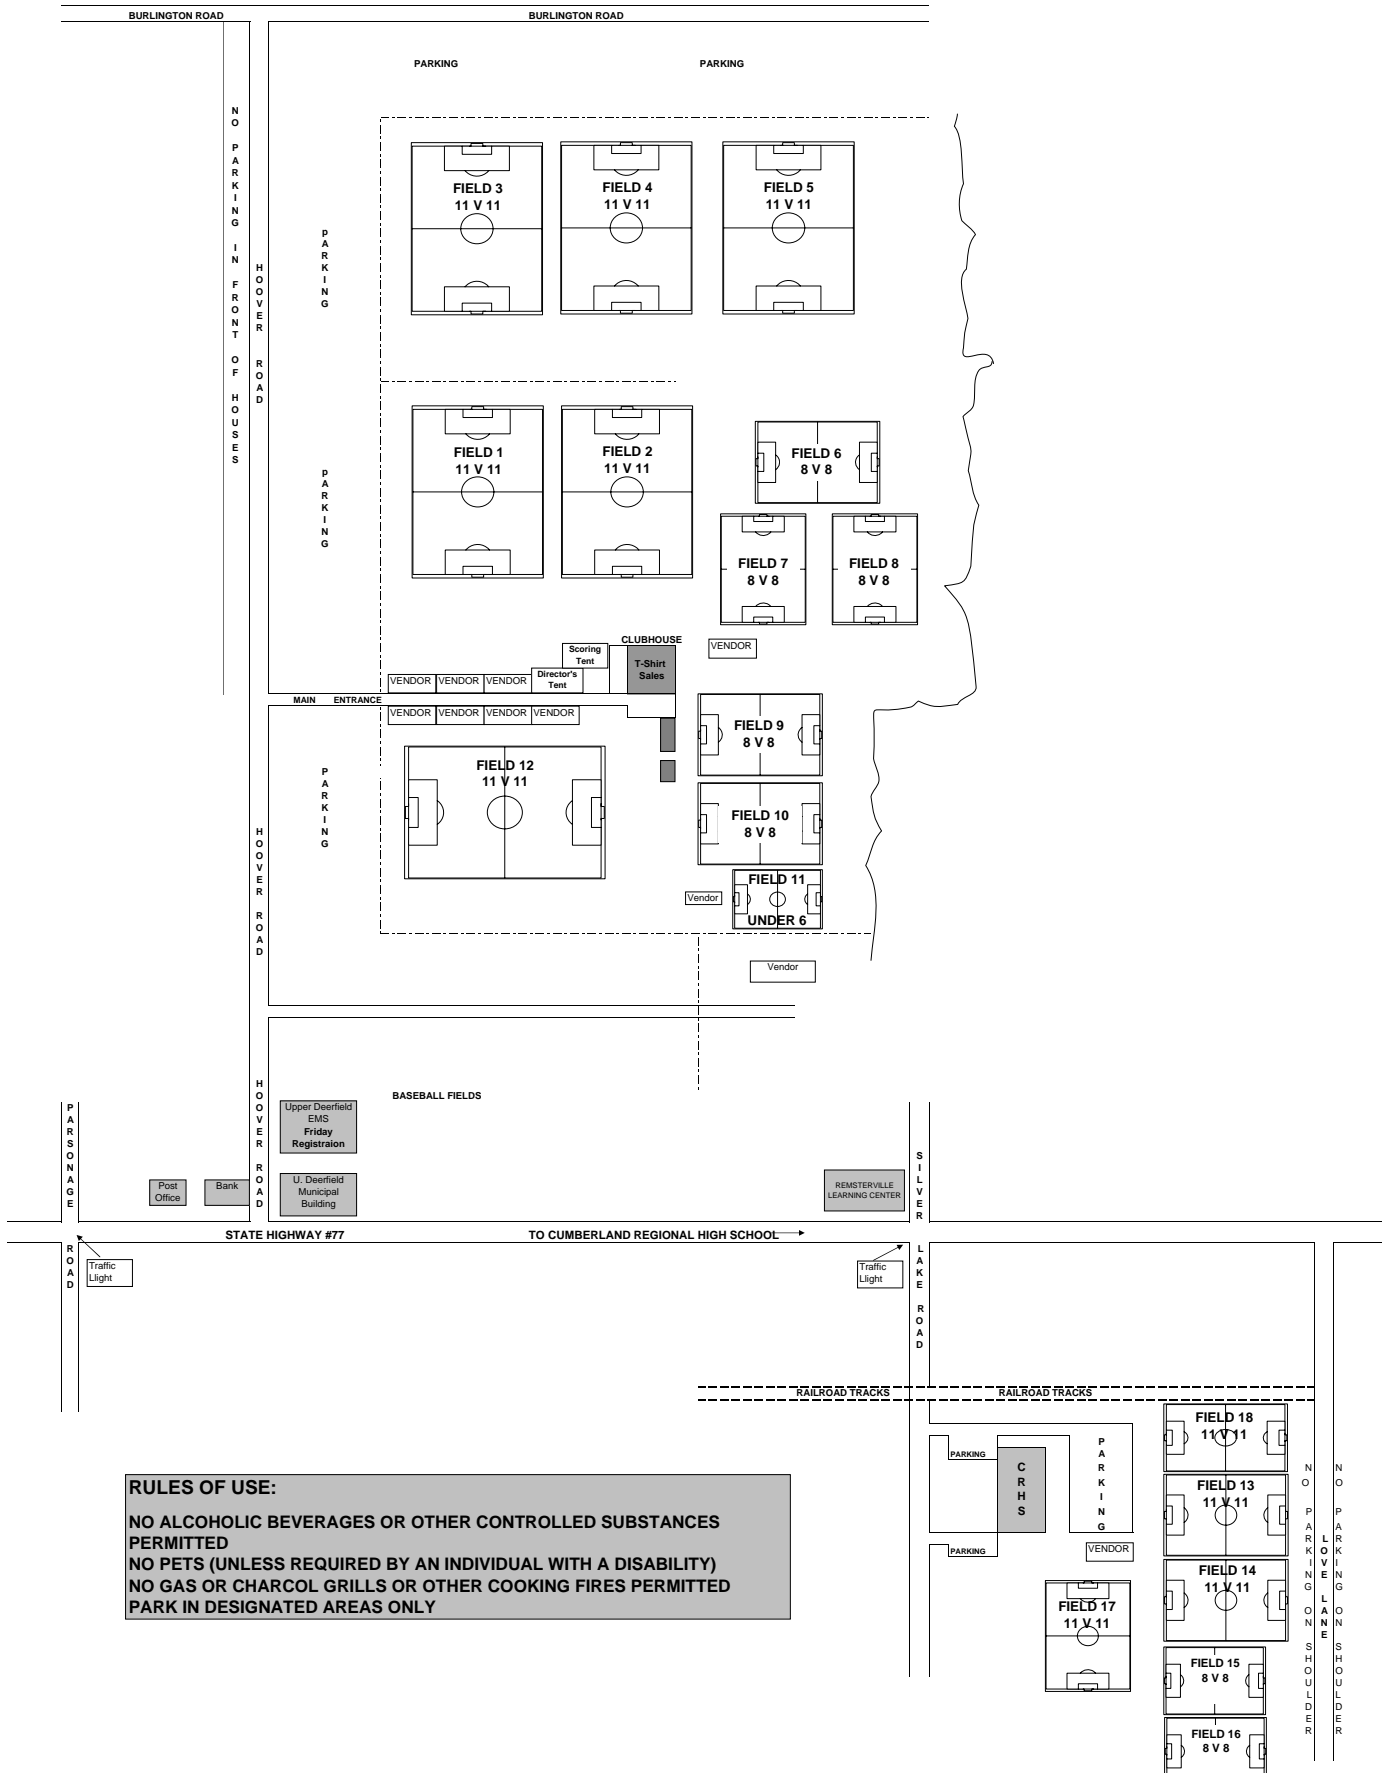 BURLINGTON ROAD
BURLINGTON ROAD
PARKING
PARKING
NO PARKING IN FRONT OF HOUSES
HOOVER ROAD
pARKING
FIELD 3
11 V 11
FIELD 4
11 V 11
FIELD 5
11 V 11
pARKING
FIELD 1
11 V 11
FIELD 2
11 V 11
FIELD 6
8 V 8
FIELD 7
8 V 8
FIELD 8
8 V 8
CLUBHOUSE
Scoring
Tent
T-Shirt
Sales
VENDOR
VENDOR
VENDOR
VENDOR
Director's
Tent
MAIN ENTRANCE
VENDOR
VENDOR
VENDOR
VENDOR
FIELD 9
8 V 8
PARKING
FIELD 12
11 V 11
FIELD 10
8 V 8
HOOVER ROAD
FIELD 11
UNDER 6
Vendor
Vendor
HOOVER ROAD
BASEBALL FIELDS
Upper Deerfield
EMS
Friday
Registraion
PARSONAGE ROAD
Post
Office
Bank
U. Deerfield
Municipal
Building
REMSTERVILLE
LEARNING CENTER
SILVER LAKE ROAD
STATE HIGHWAY #77
TO CUMBERLAND REGIONAL HIGH SCHOOL
Traffic
Llight
Traffic
Llight
RAILROAD TRACKS
RAILROAD TRACKS
PARKING
CRHS
PARKING
PARKING
VENDOR
FIELD 18
11 V 11
FIELD 13
11 V 11
FIELD 14
11 V 11
FIELD 17
11 V 11
FIELD 15
8 V 8
FIELD 16
8 V 8
NO PARKING ON SHOULDER
LOVE LANE
NO PARKING ON SHOULDER
RULES OF USE:
NO ALCOHOLIC BEVERAGES OR OTHER CONTROLLED SUBSTANCES
PERMITTED
NO PETS (UNLESS REQUIRED BY AN INDIVIDUAL WITH A DISABILITY)
NO GAS OR CHARCOL GRILLS OR OTHER COOKING FIRES PERMITTED
PARK IN DESIGNATED AREAS ONLY